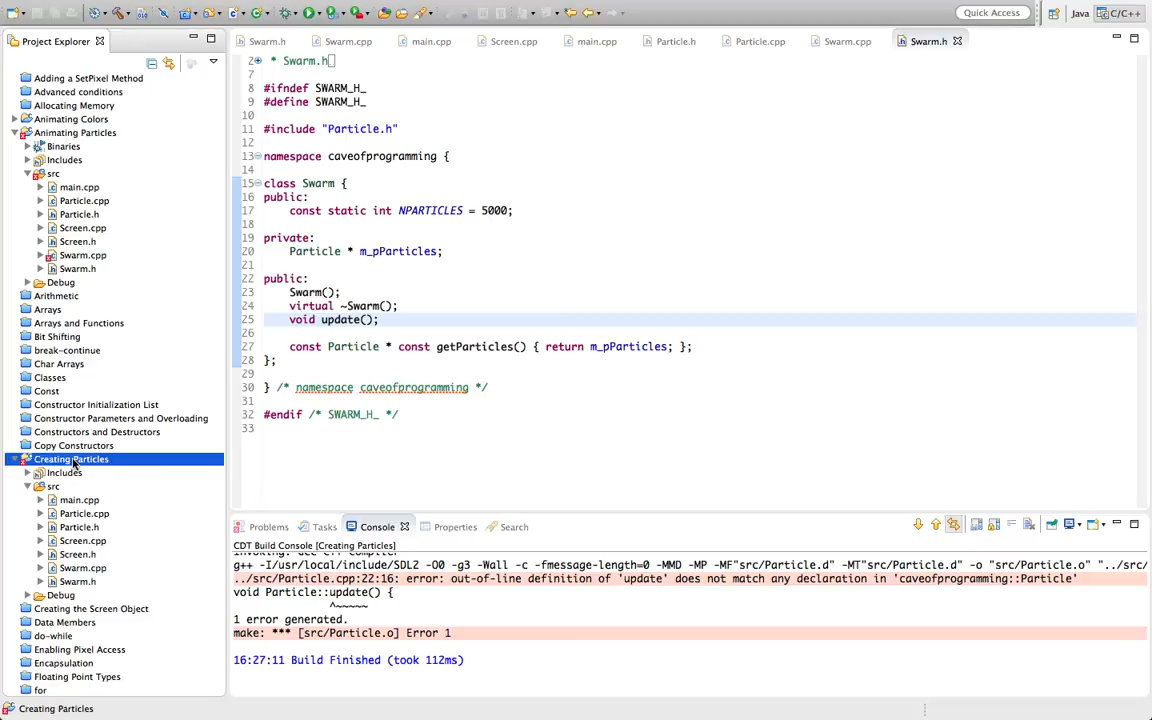 Quick Access
Java
C/C++
Project Explorer
Swarm.h
Swarm.cpp
main.cpp
Screen.cpp
main.cpp
Particle.h
Particle.cpp
Swarm.cpp
Swarm.h
Adding a SetPixel Method
Advanced conditions
Allocating Memory
Animating Colors
Animating Particles
Binaries
Includes
src
main.cpp
Particle.cpp
Particle.h
Screen.cpp
Screen.h
Swarm.cpp
Swarm.h
Debug
Arithmetic
Arrays
Arrays and Functions
Bit Shifting
break-continue
Char Arrays
Classes
Const
Constructor Initialization List
Constructor Parameters and Overloading
Constructors and Destructors
Copy Constructors
Creating Particles
Includes
src
main.cpp
Particle.cpp
Particle.h
Screen.cpp
Screen.h
Swarm.cpp
Swarm.h
Debug
Creating the Screen Object
Data Members
do-while
Enabling Pixel Access
Encapsulation
Floating Point Types
for
2 * Swarm.h
7
8 #ifndef SWARM_H_
9 #define SWARM_H_
10
11 #include "Particle.h"
12
13 namespace caveofprogramming {
14
15 class Swarm {
16 public:
17 const static int NPARTICLES = 5000;
18
19 private:
20 Particle * m_pParticles;
21
22 public:
23 Swarm();
24 virtual ~Swarm();
25 void update();
26
27 const Particle * const getParticles() { return m_pParticles; };
28 };
29
30 } /* namespace caveofprogramming */
31
32 #endif /* SWARM_H_ */
33
Problems
Tasks
Console
Properties
Search
CDT Build Console [Creating Particles]
g++ -I/usr/local/include/SDL2 -O0 -g3 -Wall -c -fmessage-length=0 -MMD -MP -MF"src/Particle.d" -MT"src/Particle.d" -o "src/Particle.o" "../src/
../src/Particle.cpp:22:16: error: out-of-line definition of 'update' does not match any declaration in 'caveofprogramming::Particle'
void Particle::update() {
^~~~~~
1 error generated.
make: *** [src/Particle.o] Error 1
16:27:11 Build Finished (took 112ms)
Creating Particles